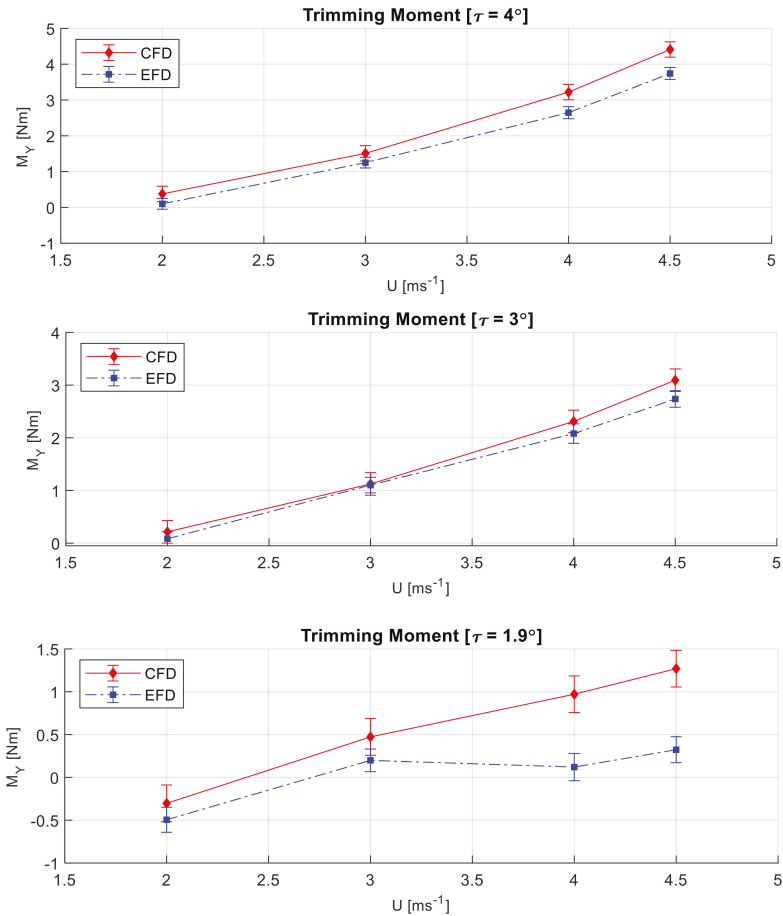 Trimming Moment [τ = 4°]
5
4
3
2
1
0
-1
M_Y [Nm]
CFD
EFD
1.5 2 2.5 3 3.5 4 4.5 5
U [ms⁻¹]
Trimming Moment [τ = 3°]
4
3
2
1
0
M_Y [Nm]
CFD
EFD
1.5 2 2.5 3 3.5 4 4.5 5
U [ms⁻¹]
Trimming Moment [τ = 1.9°]
1.5
1
0.5
0
-0.5
-1
M_Y [Nm]
CFD
EFD
1.5 2 2.5 3 3.5 4 4.5 5
U [ms⁻¹]